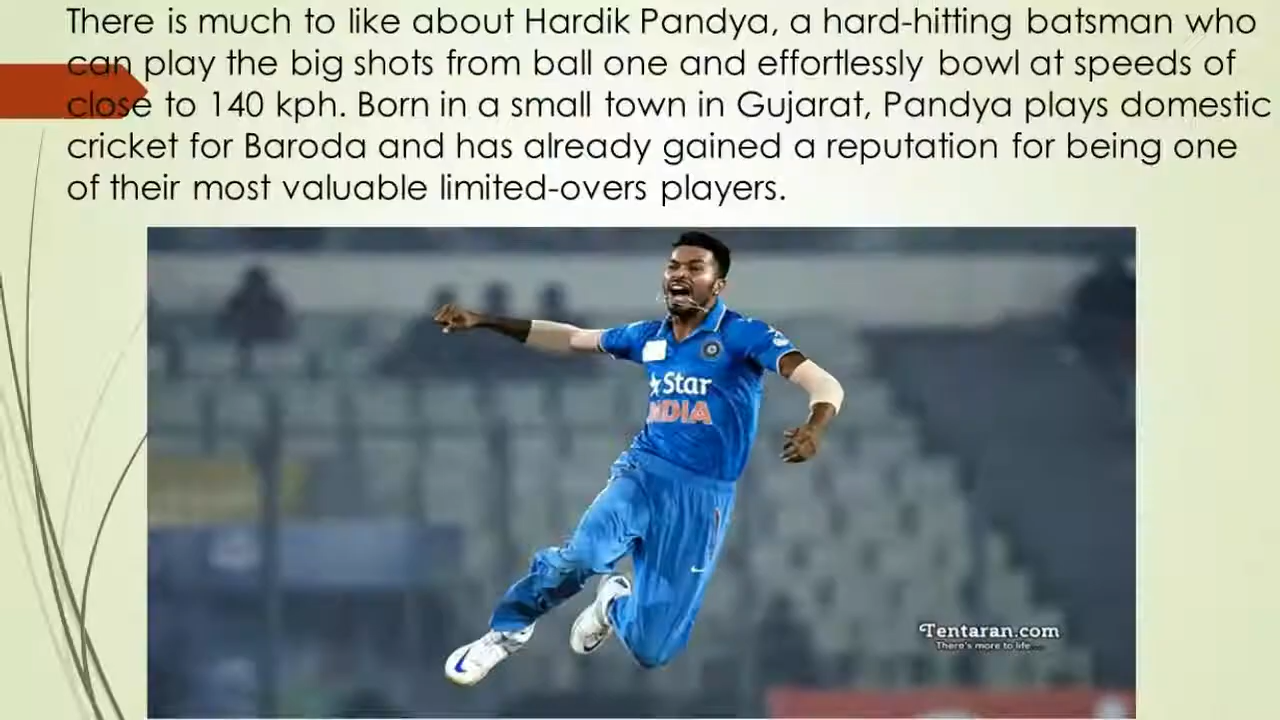 There is much to like about Hardik Pandya, a hard-hitting batsman who
can play the big shots from ball one and effortlessly bowl at speeds of
close to 140 kph. Born in a small town in Gujarat, Pandya plays domestic
cricket for Baroda and has already gained a reputation for being one
of their most valuable limited-overs players.
Star
INDIA
Tentaran.com
There's more to life...